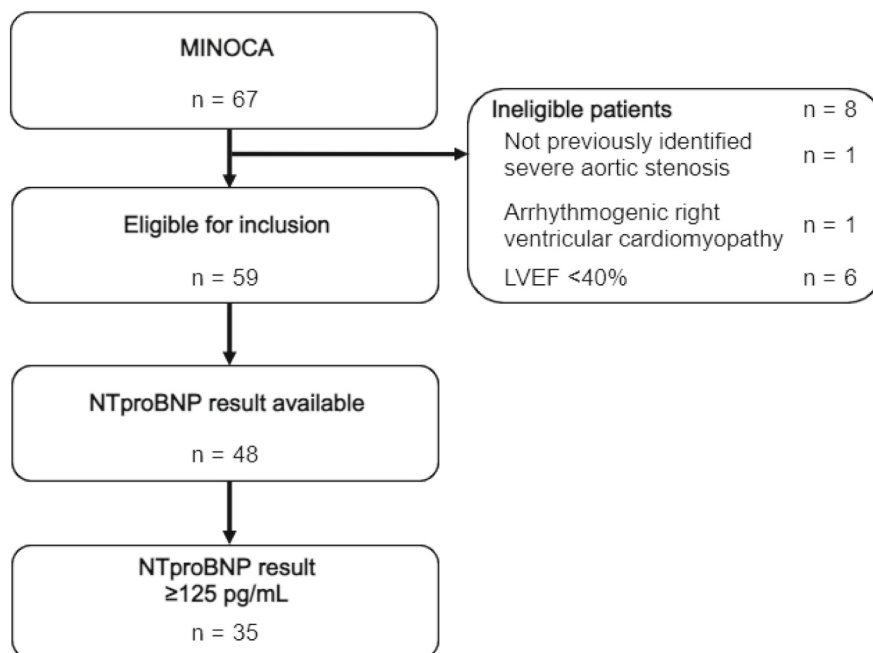 MINOCA
n = 67
Ineligible patients n = 8
Not previously identified
severe aortic stenosis n = 1
Arrhythmogenic right
ventricular cardiomyopathy n = 1
LVEF <40% n = 6
Eligible for inclusion
n = 59
NTproBNP result available
n = 48
NTproBNP result
≥125 pg/mL
n = 35